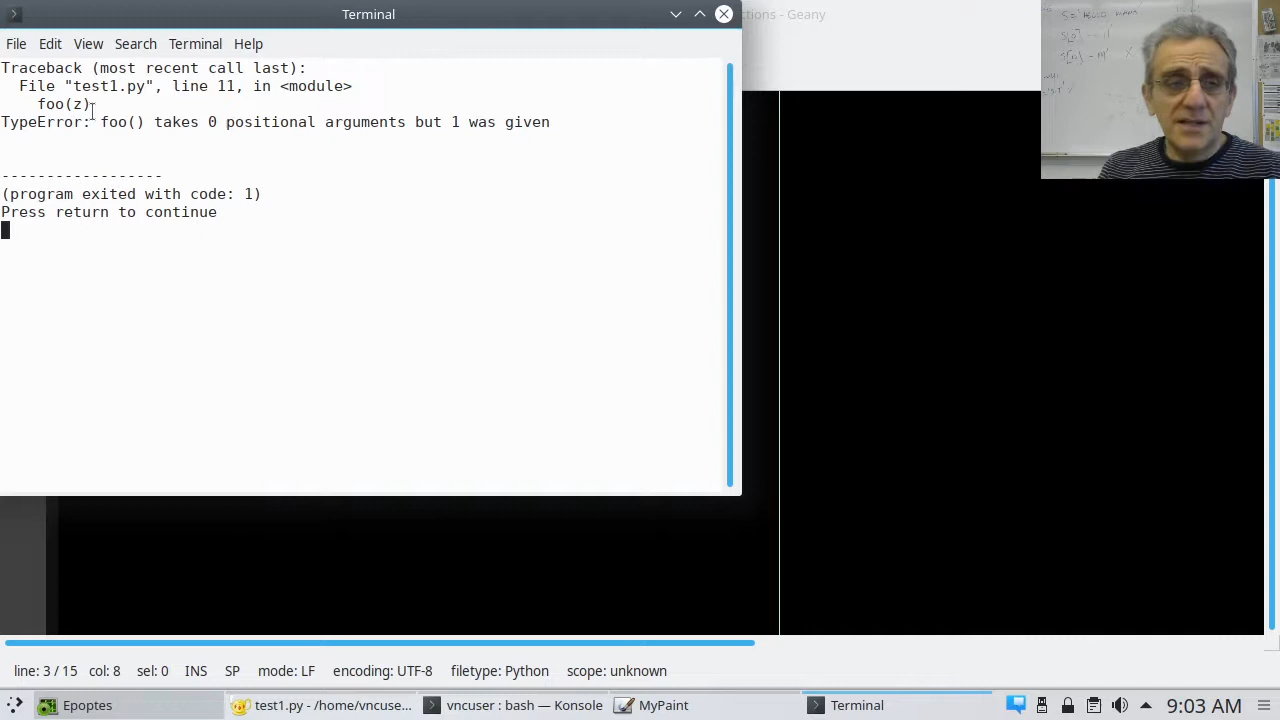 Terminal
ctions - Geany
File Edit View Search Terminal Help
Traceback (most recent call last):
File "test1.py", line 11, in <module>
foo(z)
TypeError: foo() takes 0 positional arguments but 1 was given
------------------
(program exited with code: 1)
Press return to continue
line: 3 / 15 col: 8 sel: 0 INS SP mode: LF encoding: UTF-8 filetype: Python scope: unknown
Epoptes test1.py - /home/vncuse... vncuser : bash — Konsole MyPaint Terminal 9:03 AM